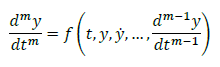 d^m y / dt^m = f ( t, y, ẏ, …, d^{m−1} y / dt^{m−1} )